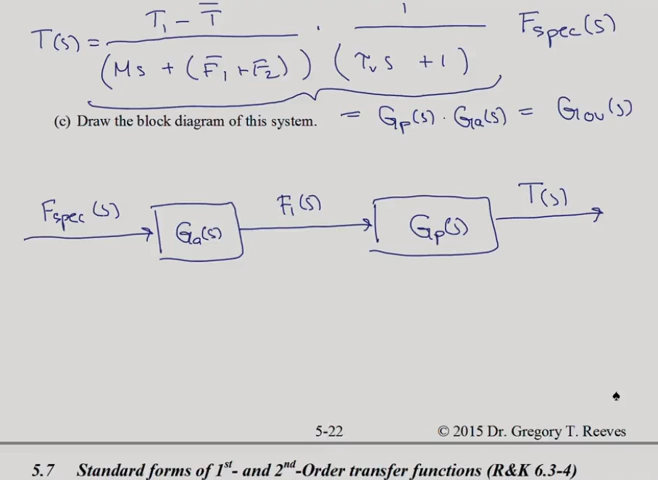 T(s) = T₁ - T̿ / (Ms + (F̄₁ + F̄₂)) · 1 / (τᵥs + 1) Fspec(s)
(c) Draw the block diagram of this system. = Gp(s) · Ga(s) = Gov(s)
Fspec(s) Ga(s) F₁(s) Gp(s) T(s)
5-22 © 2015 Dr. Gregory T. Reeves
5.7 Standard forms of 1st- and 2nd-Order transfer functions (R&K 6.3-4)